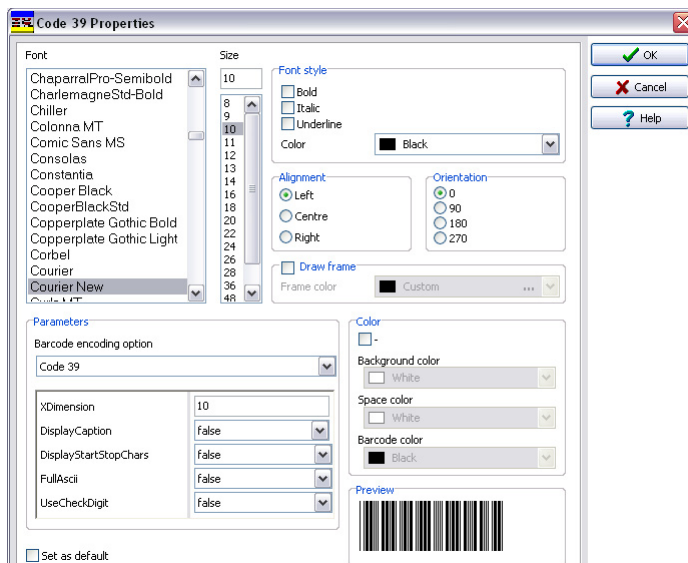 Code 39 Properties
Font
ChaparralPro-Semibold
CharlemagneStd-Bold
Chiller
Colonna MT
Comic Sans MS
Consolas
Constantia
Cooper Black
CooperBlackStd
Copperplate Gothic Bold
Copperplate Gothic Light
Corbel
Courier
Courier New
Size
10
8
9
10
11
12
13
14
16
18
20
22
24
26
28
36
48
Font style
Bold
Italic
Underline
Color
Black
Alignment
Left
Centre
Right
Orientation
0
90
180
270
Draw frame
Frame color
Custom
...
OK
Cancel
? Help
Parameters
Barcode encoding option
Code 39
XDimension 10
DisplayCaption false
DisplayStartStopChars false
FullAscii false
UseCheckDigit false
Color
-
Background color
White
Space color
White
Barcode color
Black
Preview
Set as default